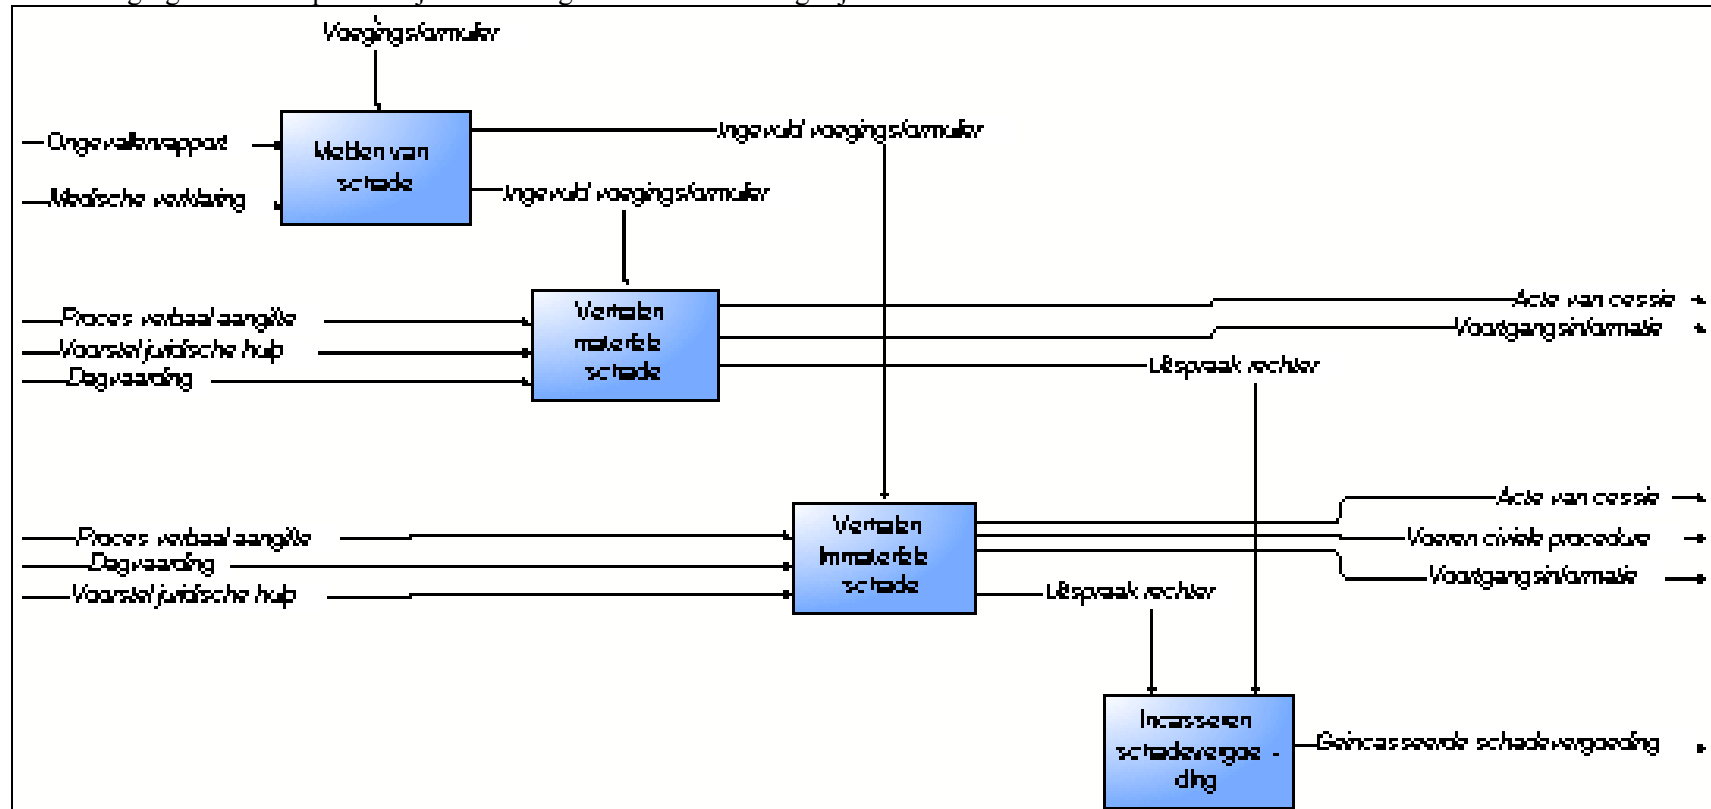 Voegingsformulier
Ongevallenrapport
Melden van
schade
Ingevuld voegingsformulier
Medische verklaring
Ingevuld voegingsformulier
Proces verbaal aangifte
Voorstel juridische hulp
Dagvaarding
Verhalen
materiële
schade
Acte van cessie
Voortgangsinformatie
Uitspraak rechter
Proces verbaal aangifte
Dagvaarding
Voorstel juridische hulp
Verhalen
Immateriële
schade
Acte van cessie
Voeren civiele procedure
Voortgangsinformatie
Uitspraak rechter
Incasseren
schadevergoe -
ding
Geïncasseerde schadevergoeding